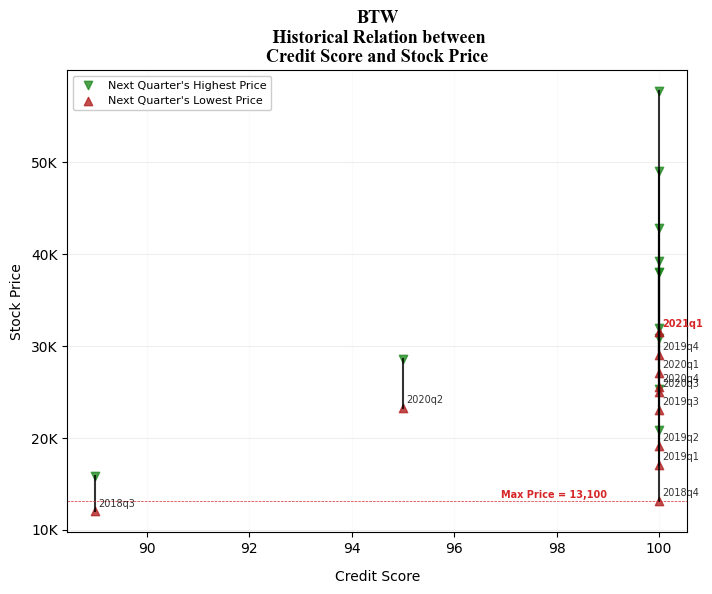 BTW
Historical Relation between
Credit Score and Stock Price
Next Quarter's Highest Price
Next Quarter's Lowest Price
50K
40K
30K
20K
10K
Stock Price
2021q1
2019q4
2020q1
2020q4
2020q3
2019q3
2020q2
2019q2
2019q1
2018q4
Max Price = 13,100
2018q3
90
92
94
96
98
100
Credit Score